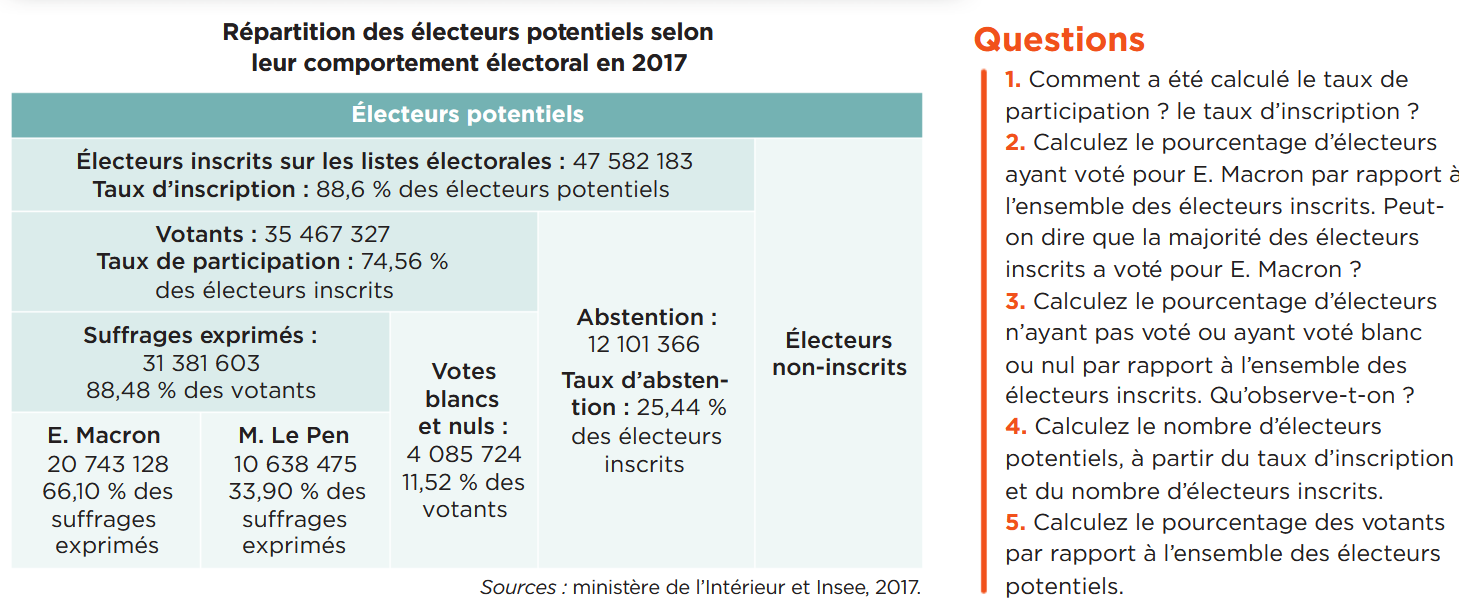 Répartition des électeurs potentiels selon
leur comportement électoral en 2017
Électeurs potentiels
Électeurs inscrits sur les listes électorales : 47 582 183
Taux d'inscription : 88,6 % des électeurs potentiels
Votants : 35 467 327
Taux de participation : 74,56 %
des électeurs inscrits
Suffrages exprimés :
31 381 603
88,48 % des votants
E. Macron
20 743 128
66,10 % des
suffrages
exprimés
M. Le Pen
10 638 475
33,90 % des
suffrages
exprimés
Votes
blancs
et nuls :
4 085 724
11,52 % des
votants
Abstention :
12 101 366
Taux d'absten-
tion : 25,44 %
des électeurs
inscrits
Électeurs
non-inscrits
Sources : ministère de l'Intérieur et Insee, 2017.
Questions
1. Comment a été calculé le taux de
participation ? le taux d'inscription ?
2. Calculez le pourcentage d'électeurs
ayant voté pour E. Macron par rapport à
l'ensemble des électeurs inscrits. Peut-
on dire que la majorité des électeurs
inscrits a voté pour E. Macron ?
3. Calculez le pourcentage d'électeurs
n'ayant pas voté ou ayant voté blanc
ou nul par rapport à l'ensemble des
électeurs inscrits. Qu'observe-t-on ?
4. Calculez le nombre d'électeurs
potentiels, à partir du taux d'inscription
et du nombre d'électeurs inscrits.
5. Calculez le pourcentage des votants
par rapport à l'ensemble des électeurs
potentiels.